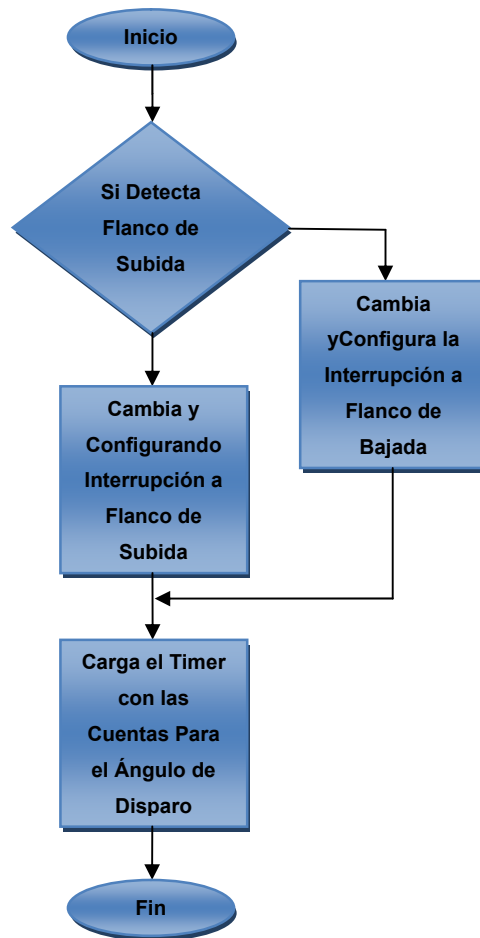 Inicio
Si Detecta
Flanco de
Subida
Cambia
yConfigura la
Interrupción a
Flanco de
Bajada
Cambia y
Configurando
Interrupción a
Flanco de
Subida
Carga el Timer
con las
Cuentas Para
el Ángulo de
Disparo
Fin